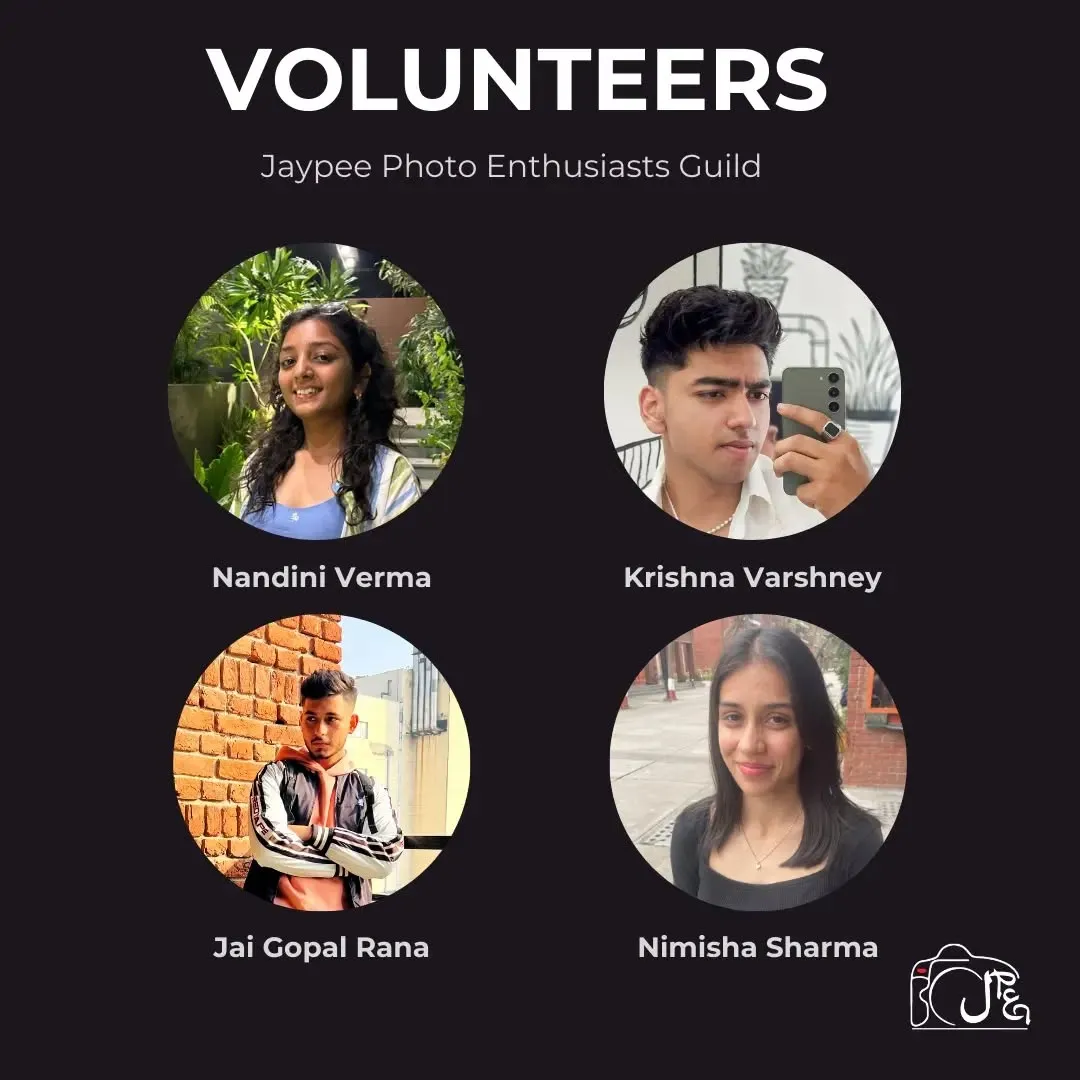 VOLUNTEERS
Jaypee Photo Enthusiasts Guild
Nandini Verma
Krishna Varshney
Jai Gopal Rana
Nimisha Sharma
JPEG